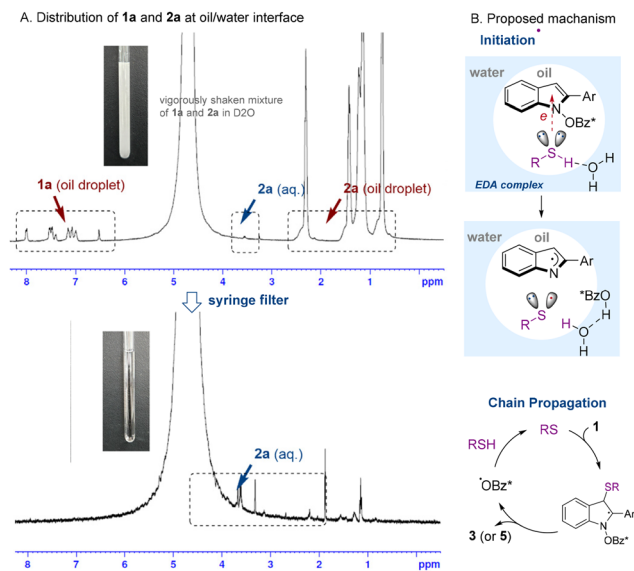 A. Distribution of 1a and 2a at oil/water interface
vigorously shaken mixture
of 1a and 2a in D2O
1a (oil droplet)
2a (aq.)
2a (oil droplet)
8 7 6 5 4 3 2 1 ppm
syringe filter
2a (aq.)
8 7 6 5 4 3 2 1 ppm
B. Proposed machanism
Initiation
water
oil
Ar
N
e
OBz*
S
R
H
O
H
H
EDA complex
water
oil
Ar
N
*BzO
H
S
R
H
O
H
Chain Propagation
RS
1
RSH
SR
•OBz*
Ar
N
OBz*
3 (or 5)